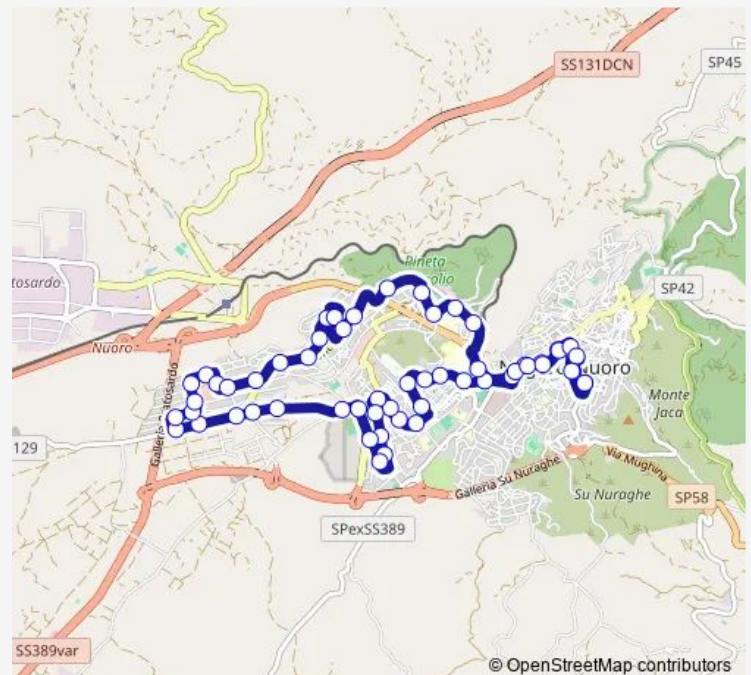 SS131DCN
SP45
Pineta
tosardo
SP42
Nuoro
Monte
Jaca
129
Galleria Su Nuraghe
Via Mughina
Su Nuraghe
SP58
SPexSS389
SS389var
© OpenStreetMap contributors